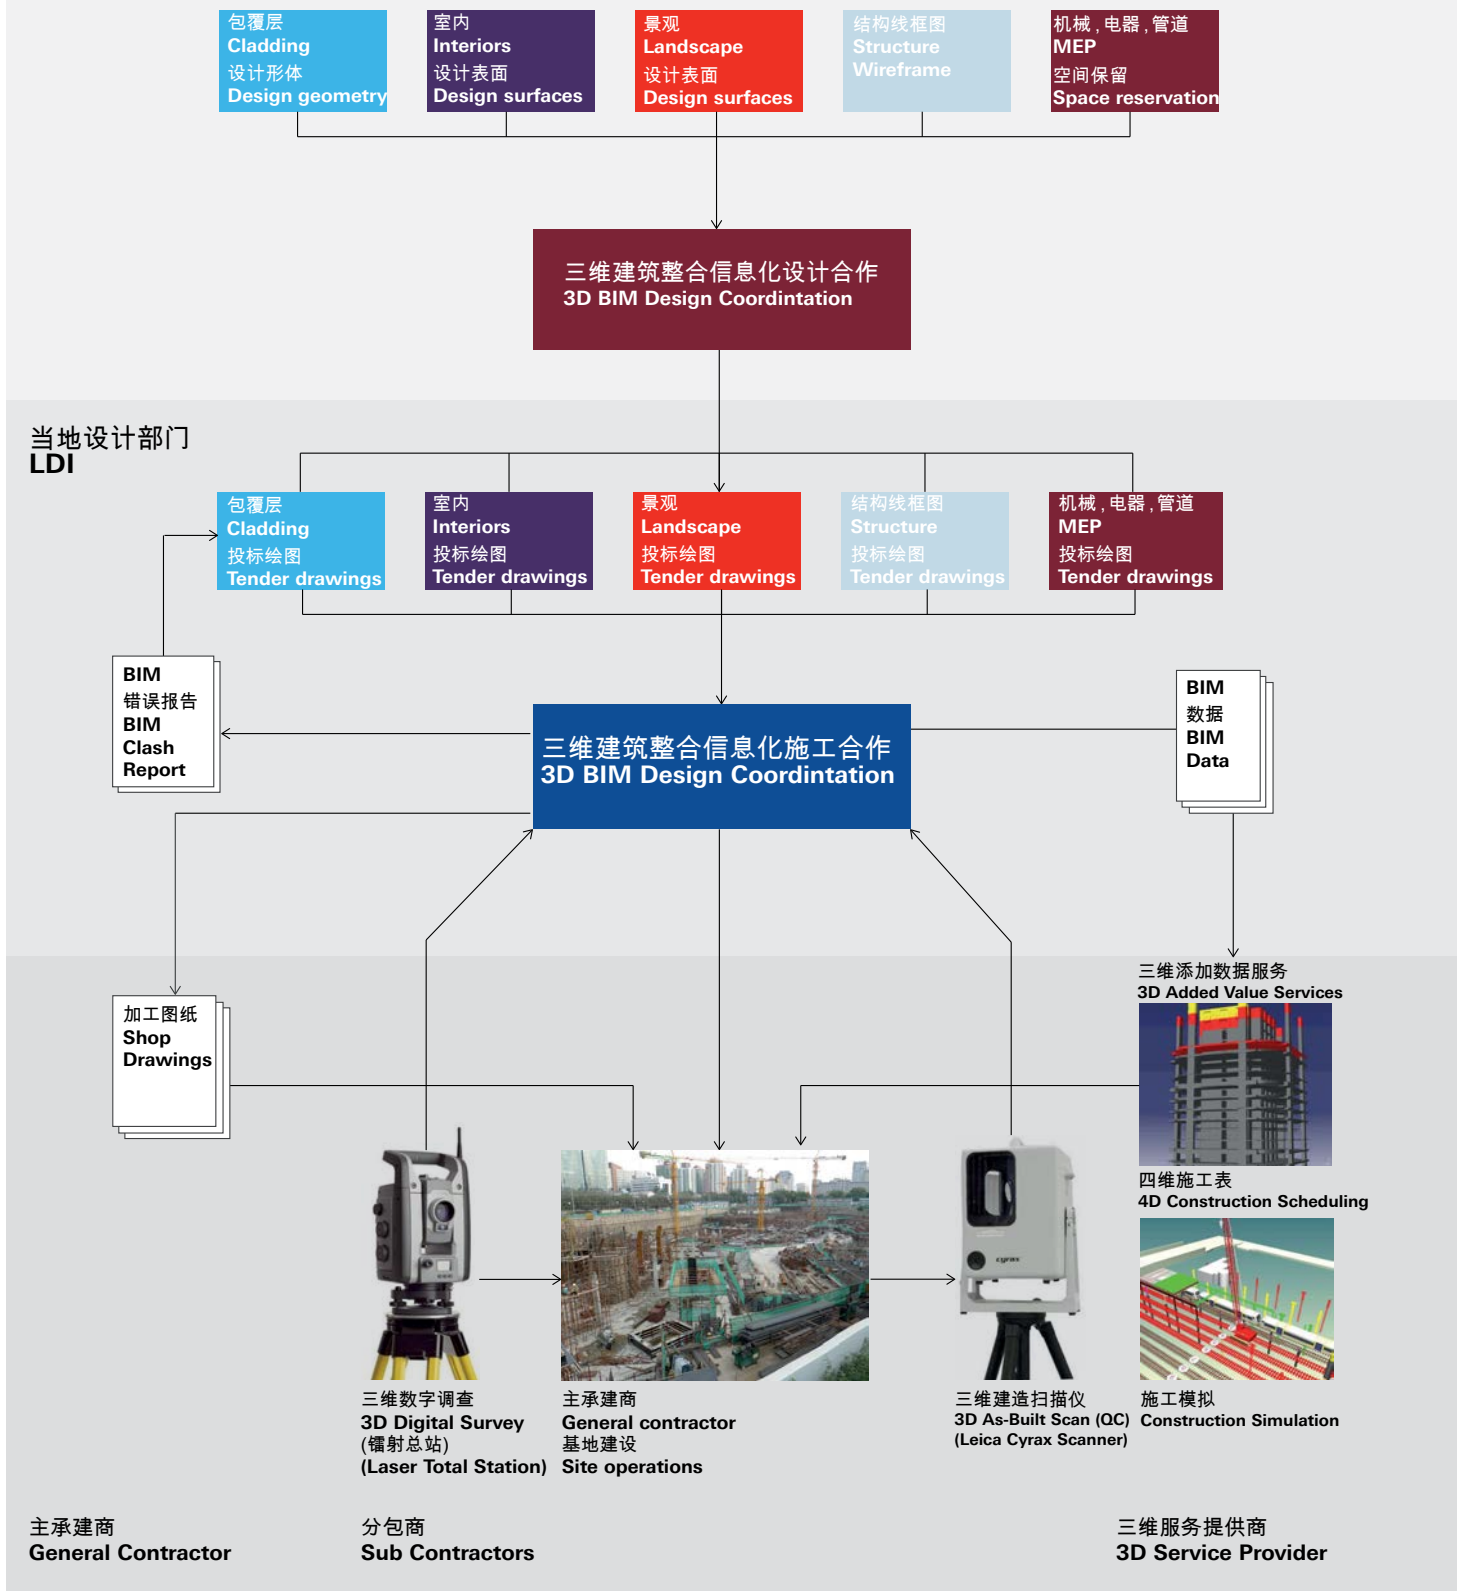 包覆层
Cladding
设计形体
Design geometry
室内
Interiors
设计表面
Design surfaces
景观
Landscape
设计表面
Design surfaces
结构线框图
Structure
Wireframe
机械,电器,管道
MEP
空间保留
Space reservation
三维建筑整合信息化设计合作
3D BIM Design Coordintation
当地设计部门
LDI
包覆层
Cladding
投标绘图
Tender drawings
室内
Interiors
投标绘图
Tender drawings
景观
Landscape
投标绘图
Tender drawings
结构线框图
Structure
投标绘图
Tender drawings
机械,电器,管道
MEP
投标绘图
Tender drawings
BIM
错误报告
BIM
Clash
Report
三维建筑整合信息化施工合作
3D BIM Design Coordintation
BIM
数据
BIM
Data
加工图纸
Shop
Drawings
三维添加数据服务
3D Added Value Services
四维施工表
4D Construction Scheduling
cyrax
三维数字调查
3D Digital Survey
(镭射总站)
(Laser Total Station)
主承建商
General contractor
基地建设
Site operations
三维建造扫描仪
3D As-Built Scan (QC)
(Leica Cyrax Scanner)
施工模拟
Construction Simulation
主承建商
General Contractor
分包商
Sub Contractors
三维服务提供商
3D Service Provider